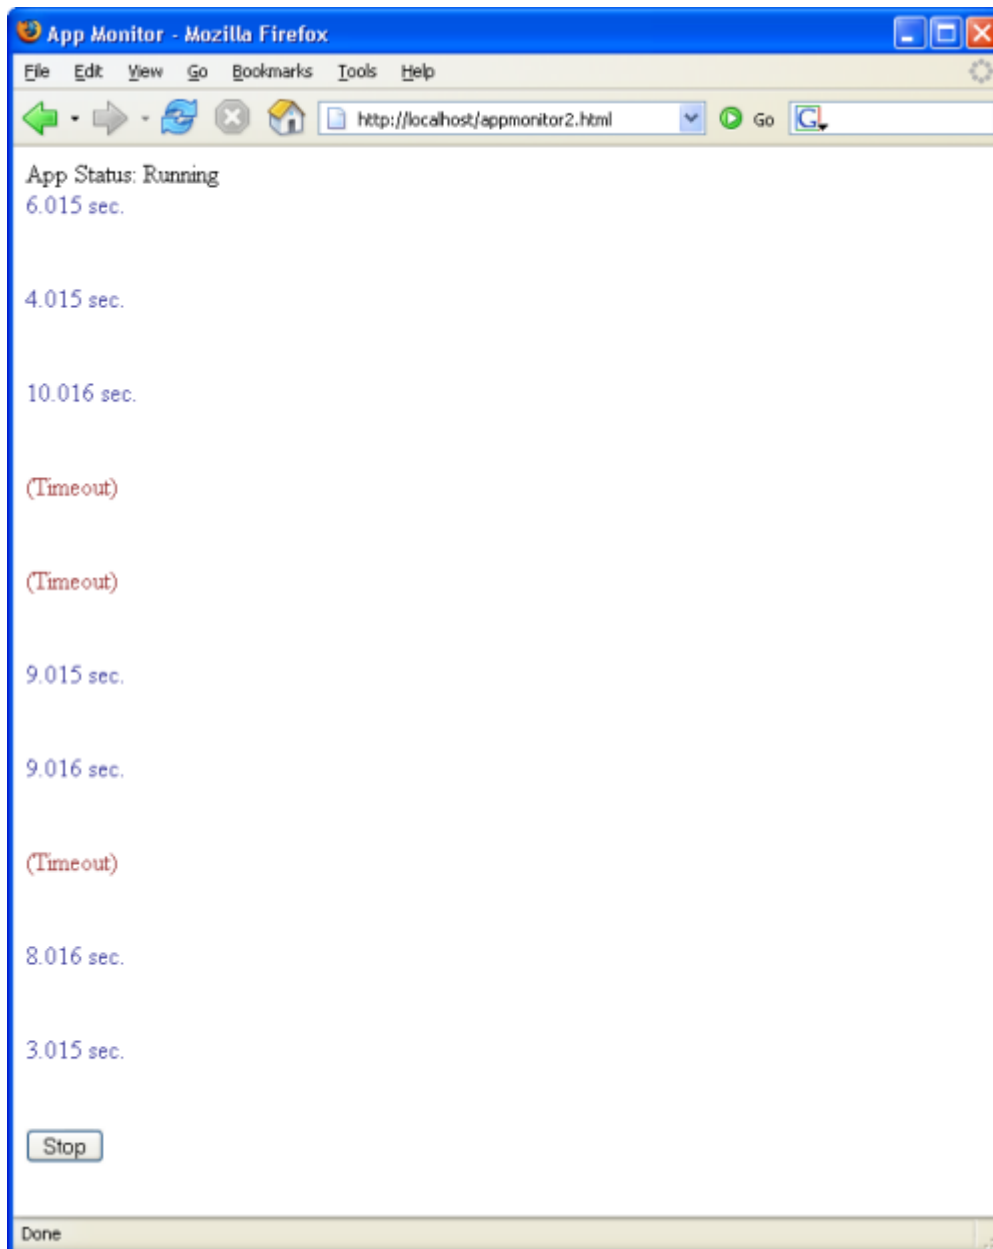 App Monitor - Mozilla Firefox
File Edit View Go Bookmarks Tools Help
http://localhost/appmonitor2.html Go G
App Status: Running
6.015 sec.
4.015 sec.
10.016 sec.
(Timeout)
(Timeout)
9.015 sec.
9.016 sec.
(Timeout)
8.016 sec.
3.015 sec.
Stop
Done